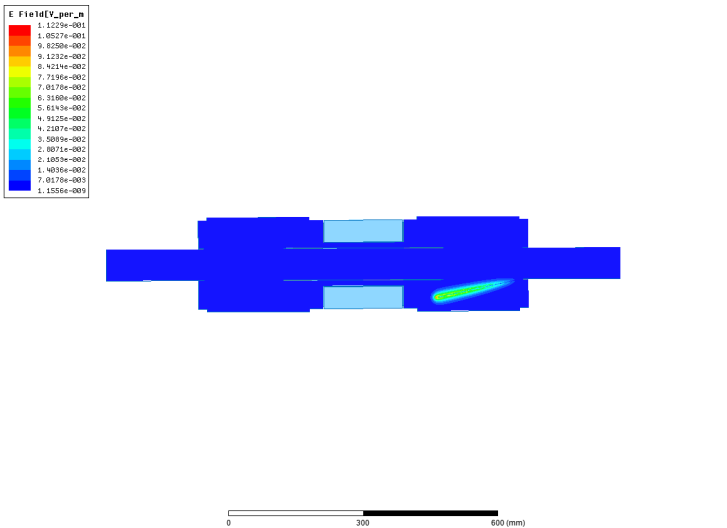 E Field[V_per_m
1.1229e-001
1.0527e-001
9.8250e-002
9.1232e-002
8.4214e-002
7.7196e-002
7.0178e-002
6.3160e-002
5.6143e-002
4.9125e-002
4.2107e-002
3.5089e-002
2.8071e-002
2.1053e-002
1.4036e-002
7.0178e-003
1.1556e-009
0 300 600 (mm)